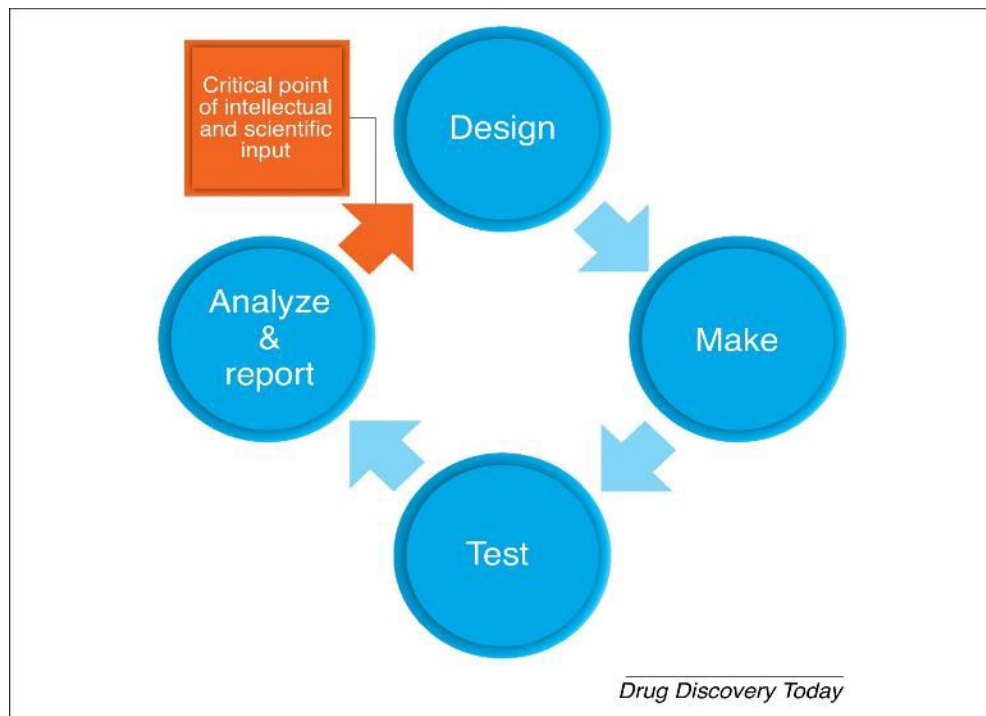 Critical point
of intellectual
and scientific
input
Design
Make
Test
Analyze
&
report
Drug Discovery Today